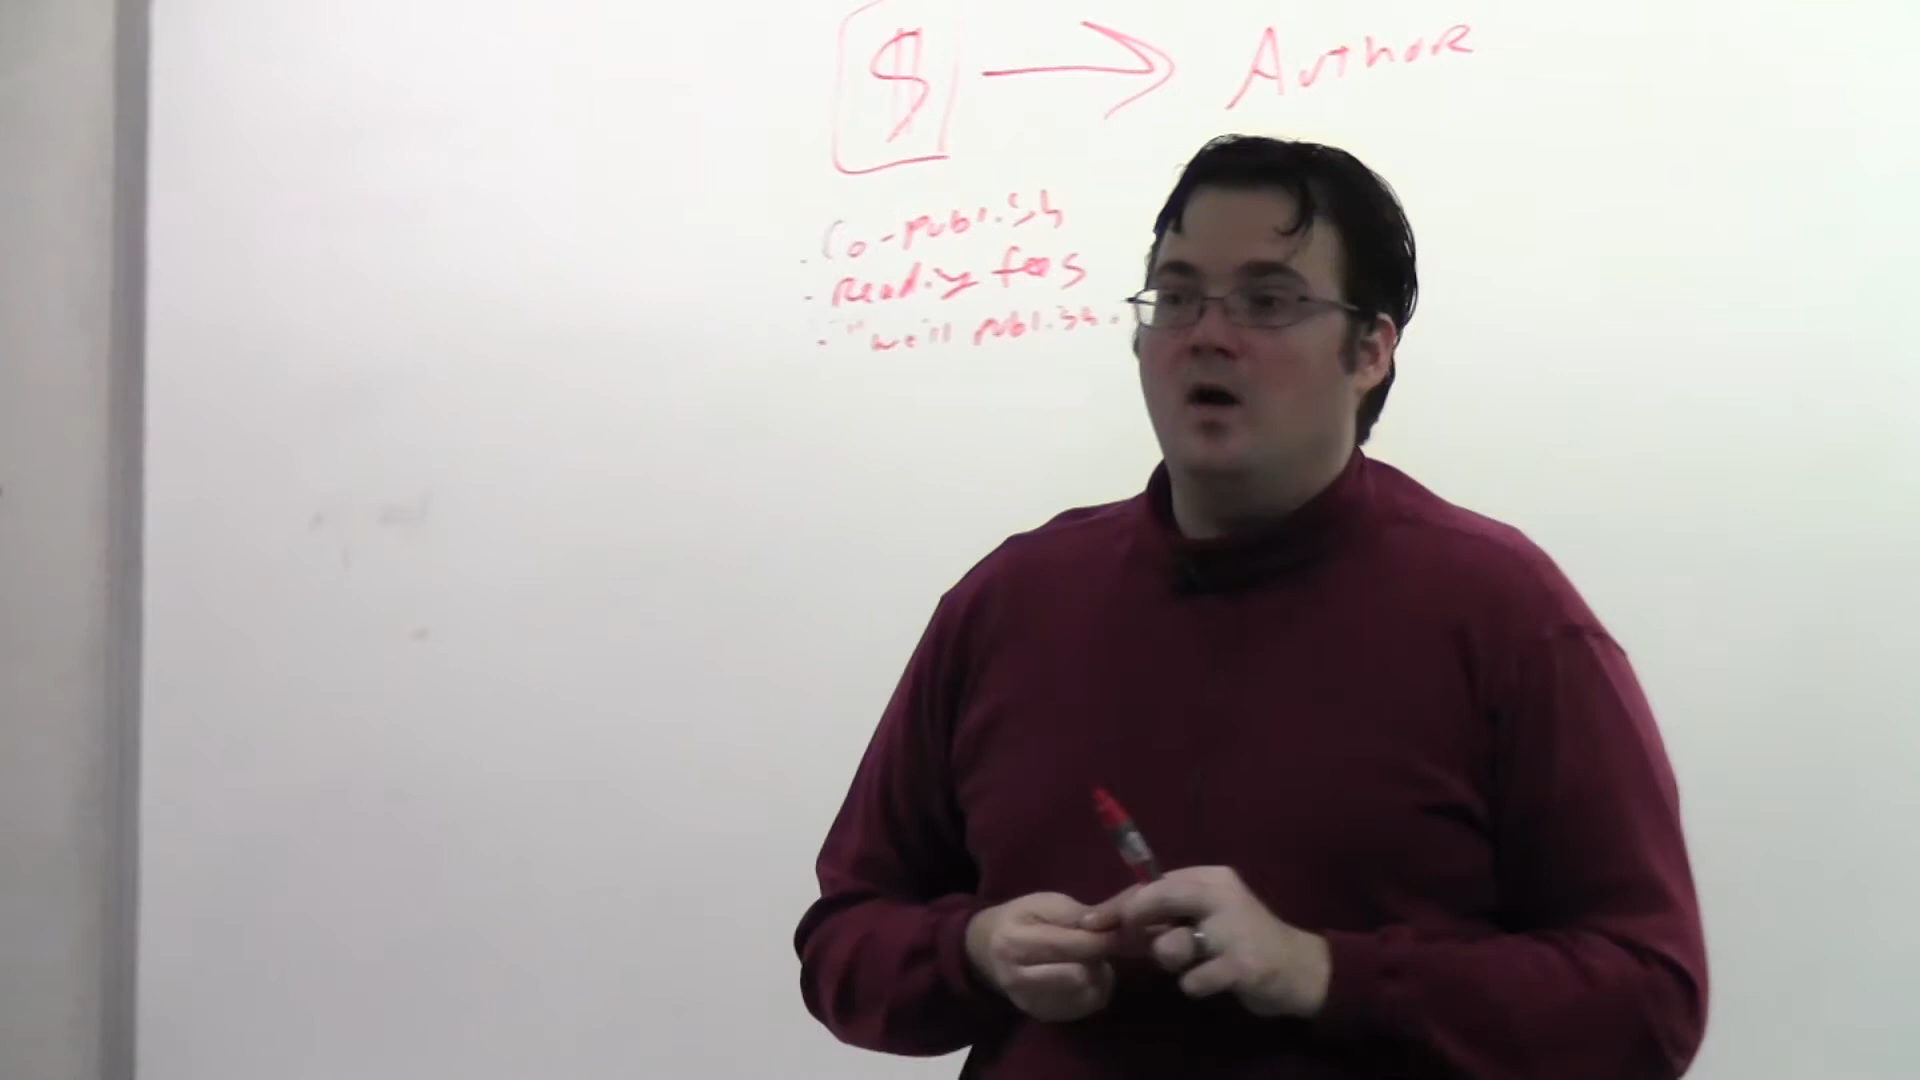 $ → Author
. Co-publish
- Reading fees
. "we'll publish.